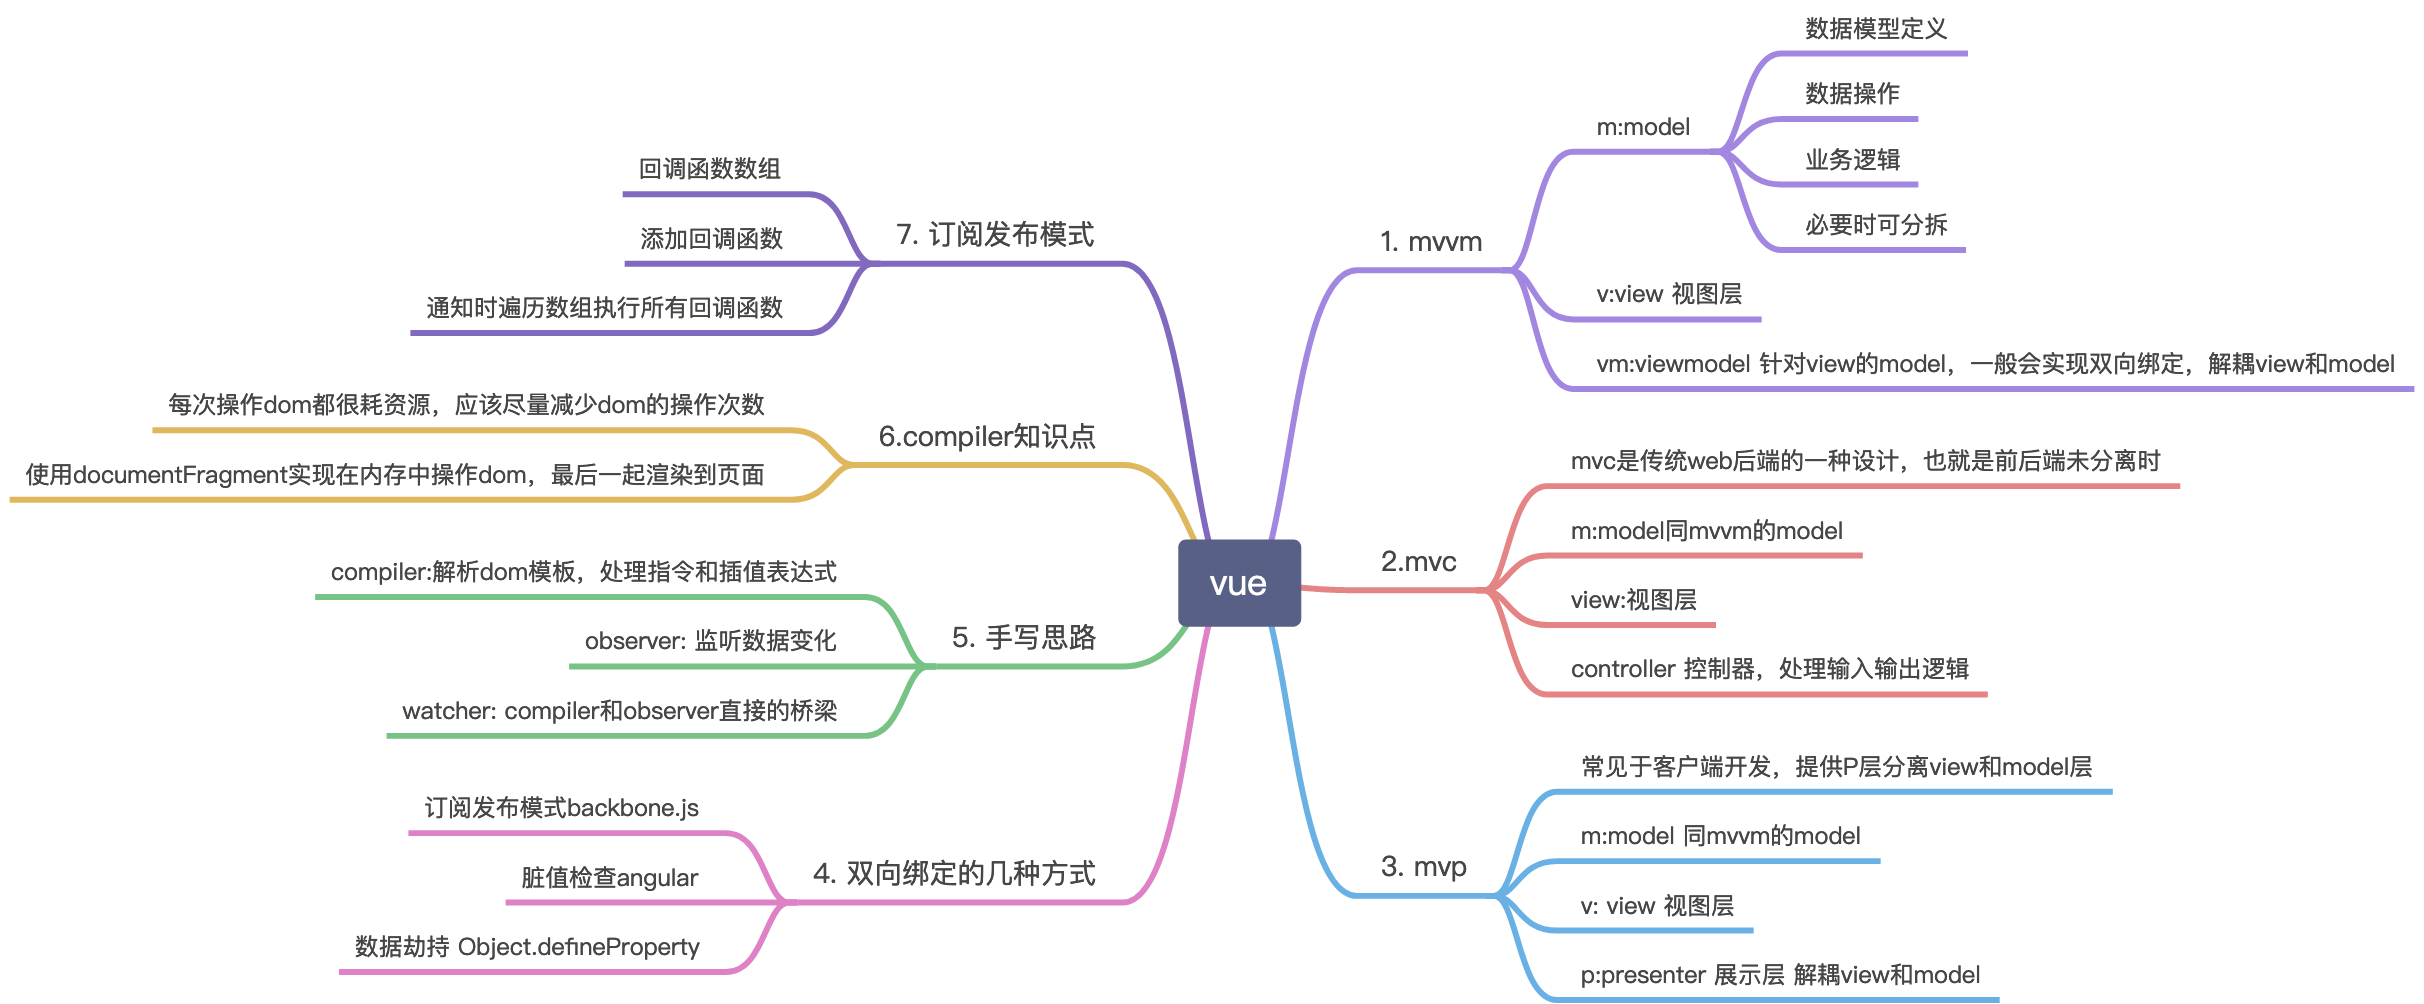 vue
1. mvvm
m:model
数据模型定义
数据操作
业务逻辑
必要时可分拆
v:view 视图层
vm:viewmodel 针对view的model，一般会实现双向绑定，解耦view和model
2.mvc
mvc是传统web后端的一种设计，也就是前后端未分离时
m:model同mvvm的model
view:视图层
controller 控制器，处理输入输出逻辑
3. mvp
常见于客户端开发，提供P层分离view和model层
m:model 同mvvm的model
v: view 视图层
p:presenter 展示层 解耦view和model
4. 双向绑定的几种方式
订阅发布模式backbone.js
脏值检查angular
数据劫持 Object.defineProperty
5. 手写思路
compiler:解析dom模板，处理指令和插值表达式
observer: 监听数据变化
watcher: compiler和observer直接的桥梁
6.compiler知识点
每次操作dom都很耗资源，应该尽量减少dom的操作次数
使用documentFragment实现在内存中操作dom，最后一起渲染到页面
7. 订阅发布模式
回调函数数组
添加回调函数
通知时遍历数组执行所有回调函数